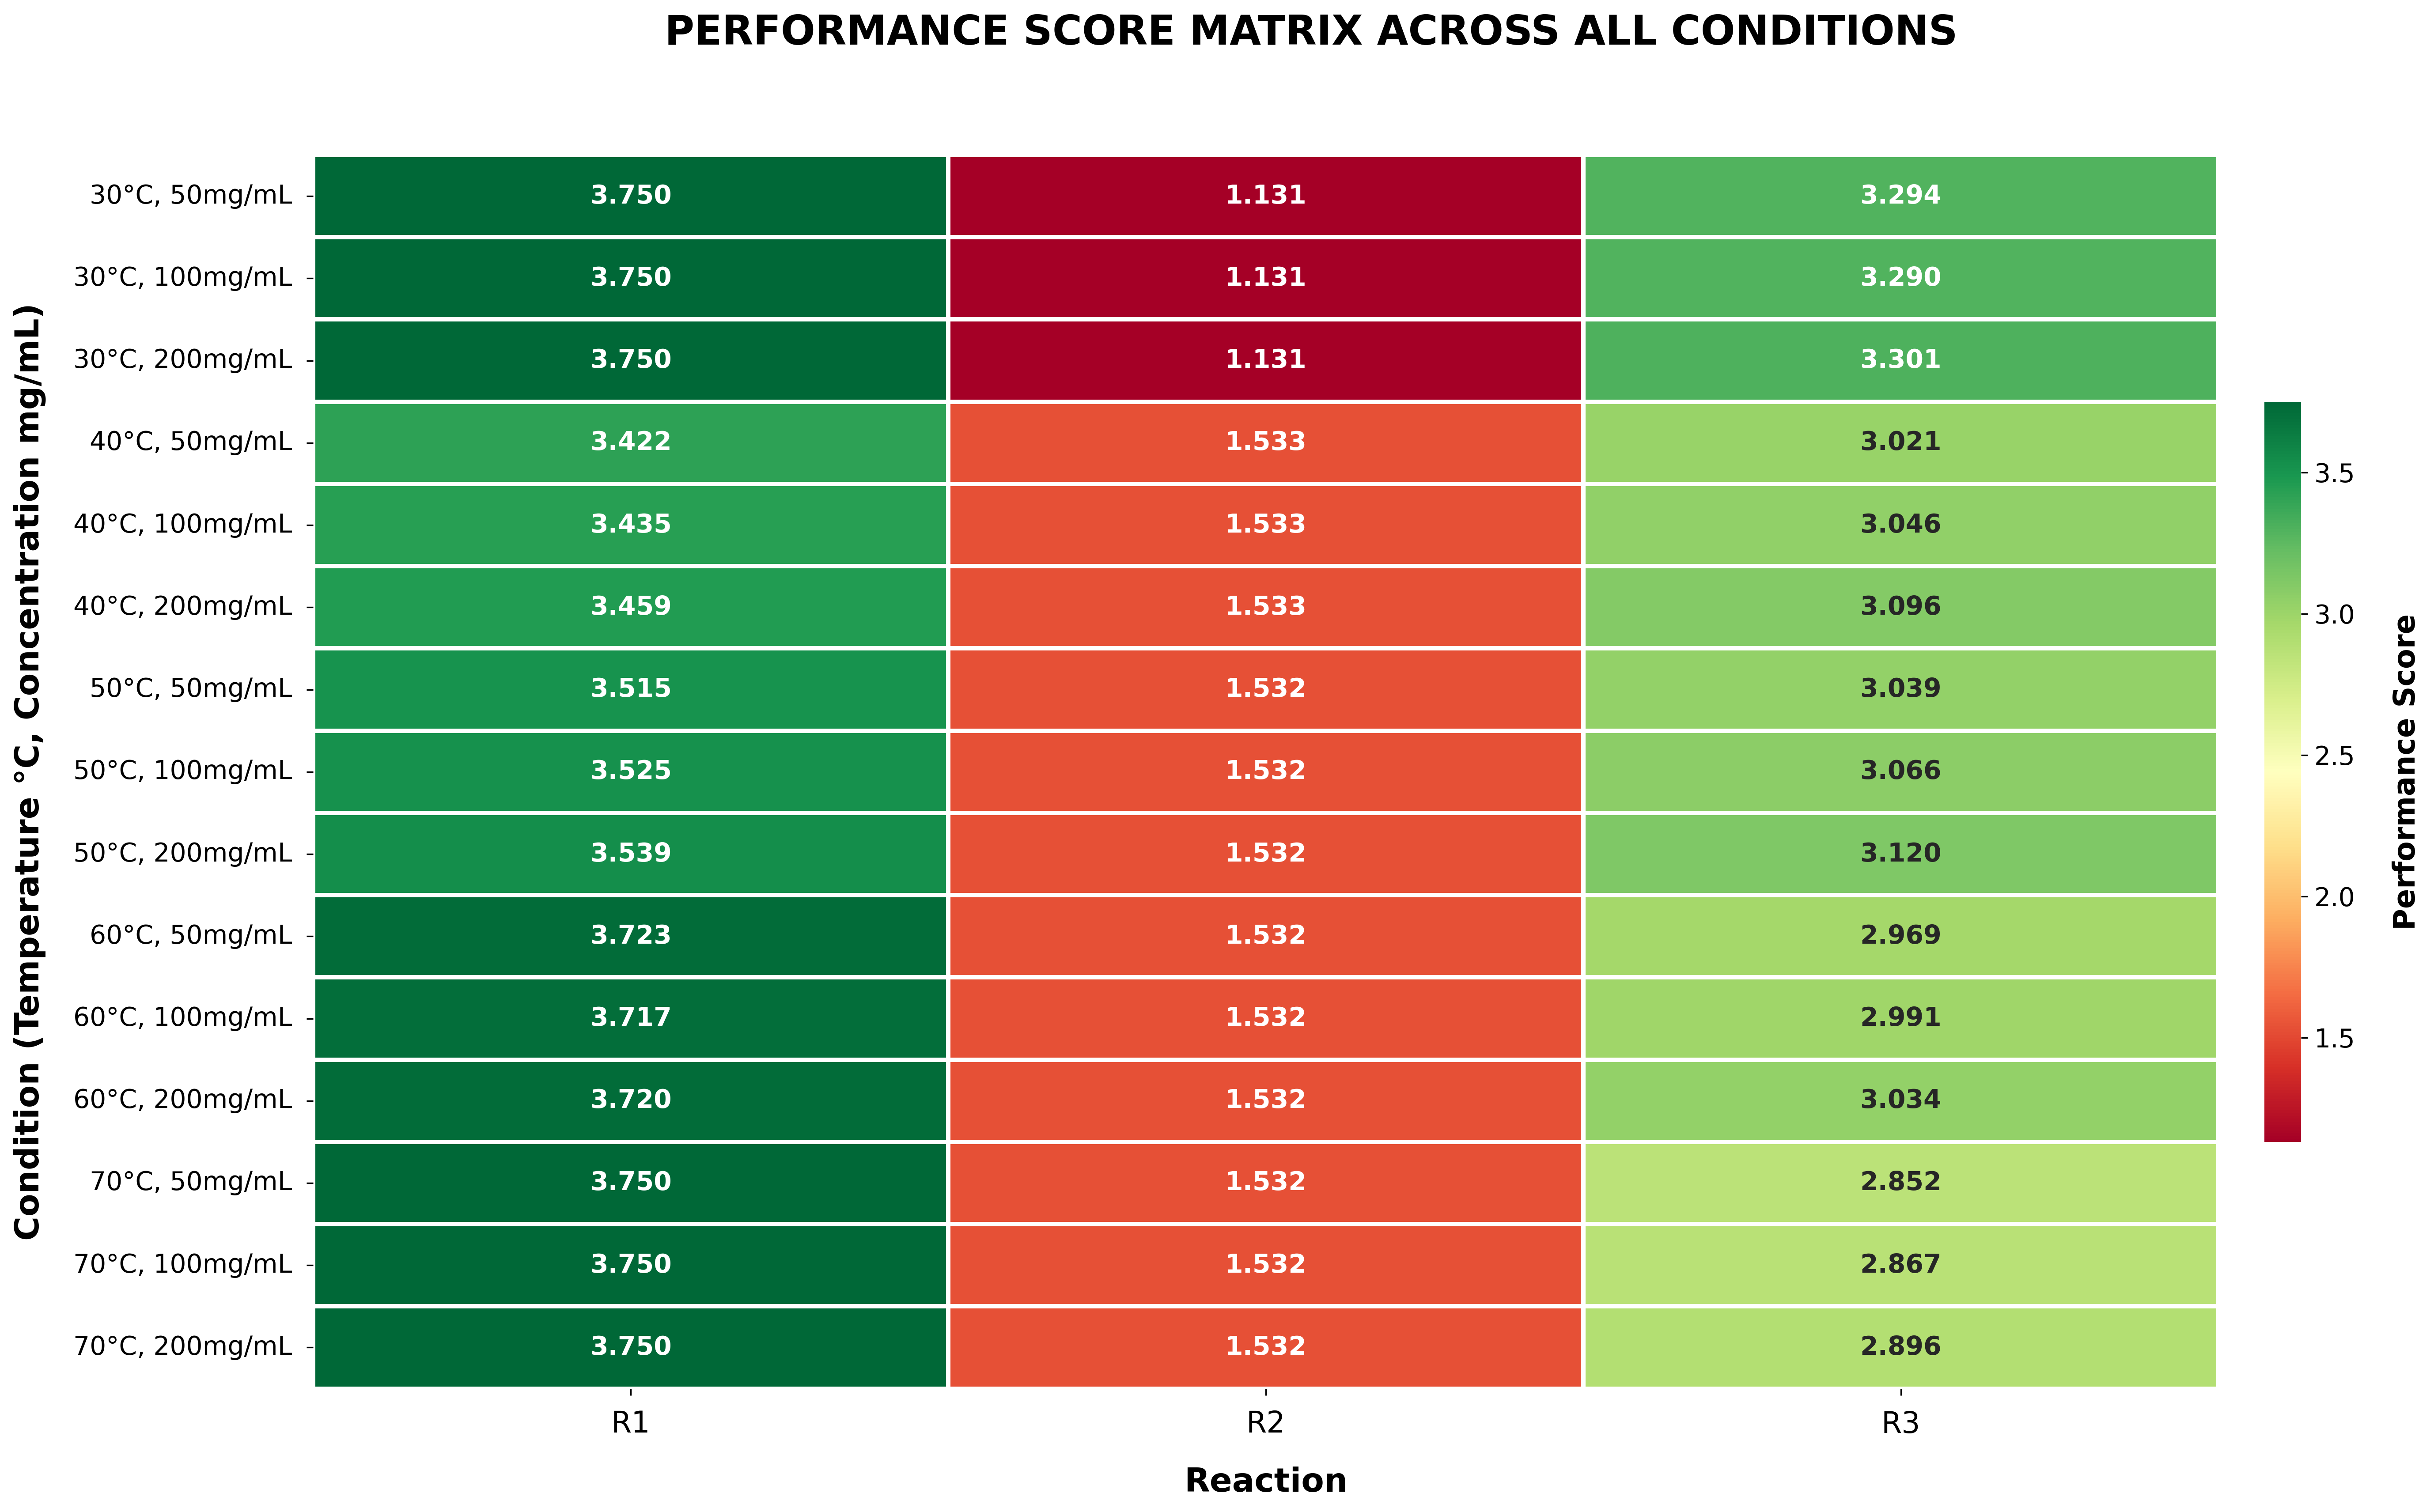 PERFORMANCE SCORE MATRIX ACROSS ALL CONDITIONS
Condition (Temperature °C, Concentration mg/mL)
30°C, 50mg/mL 3.750 1.131 3.294
30°C, 100mg/mL 3.750 1.131 3.290
30°C, 200mg/mL 3.750 1.131 3.301
40°C, 50mg/mL 3.422 1.533 3.021
40°C, 100mg/mL 3.435 1.533 3.046
40°C, 200mg/mL 3.459 1.533 3.096
50°C, 50mg/mL 3.515 1.532 3.039
50°C, 100mg/mL 3.525 1.532 3.066
50°C, 200mg/mL 3.539 1.532 3.120
60°C, 50mg/mL 3.723 1.532 2.969
60°C, 100mg/mL 3.717 1.532 2.991
60°C, 200mg/mL 3.720 1.532 3.034
70°C, 50mg/mL 3.750 1.532 2.852
70°C, 100mg/mL 3.750 1.532 2.867
70°C, 200mg/mL 3.750 1.532 2.896
R1 R2 R3
Reaction
3.5
3.0
2.5
2.0
1.5
Performance Score